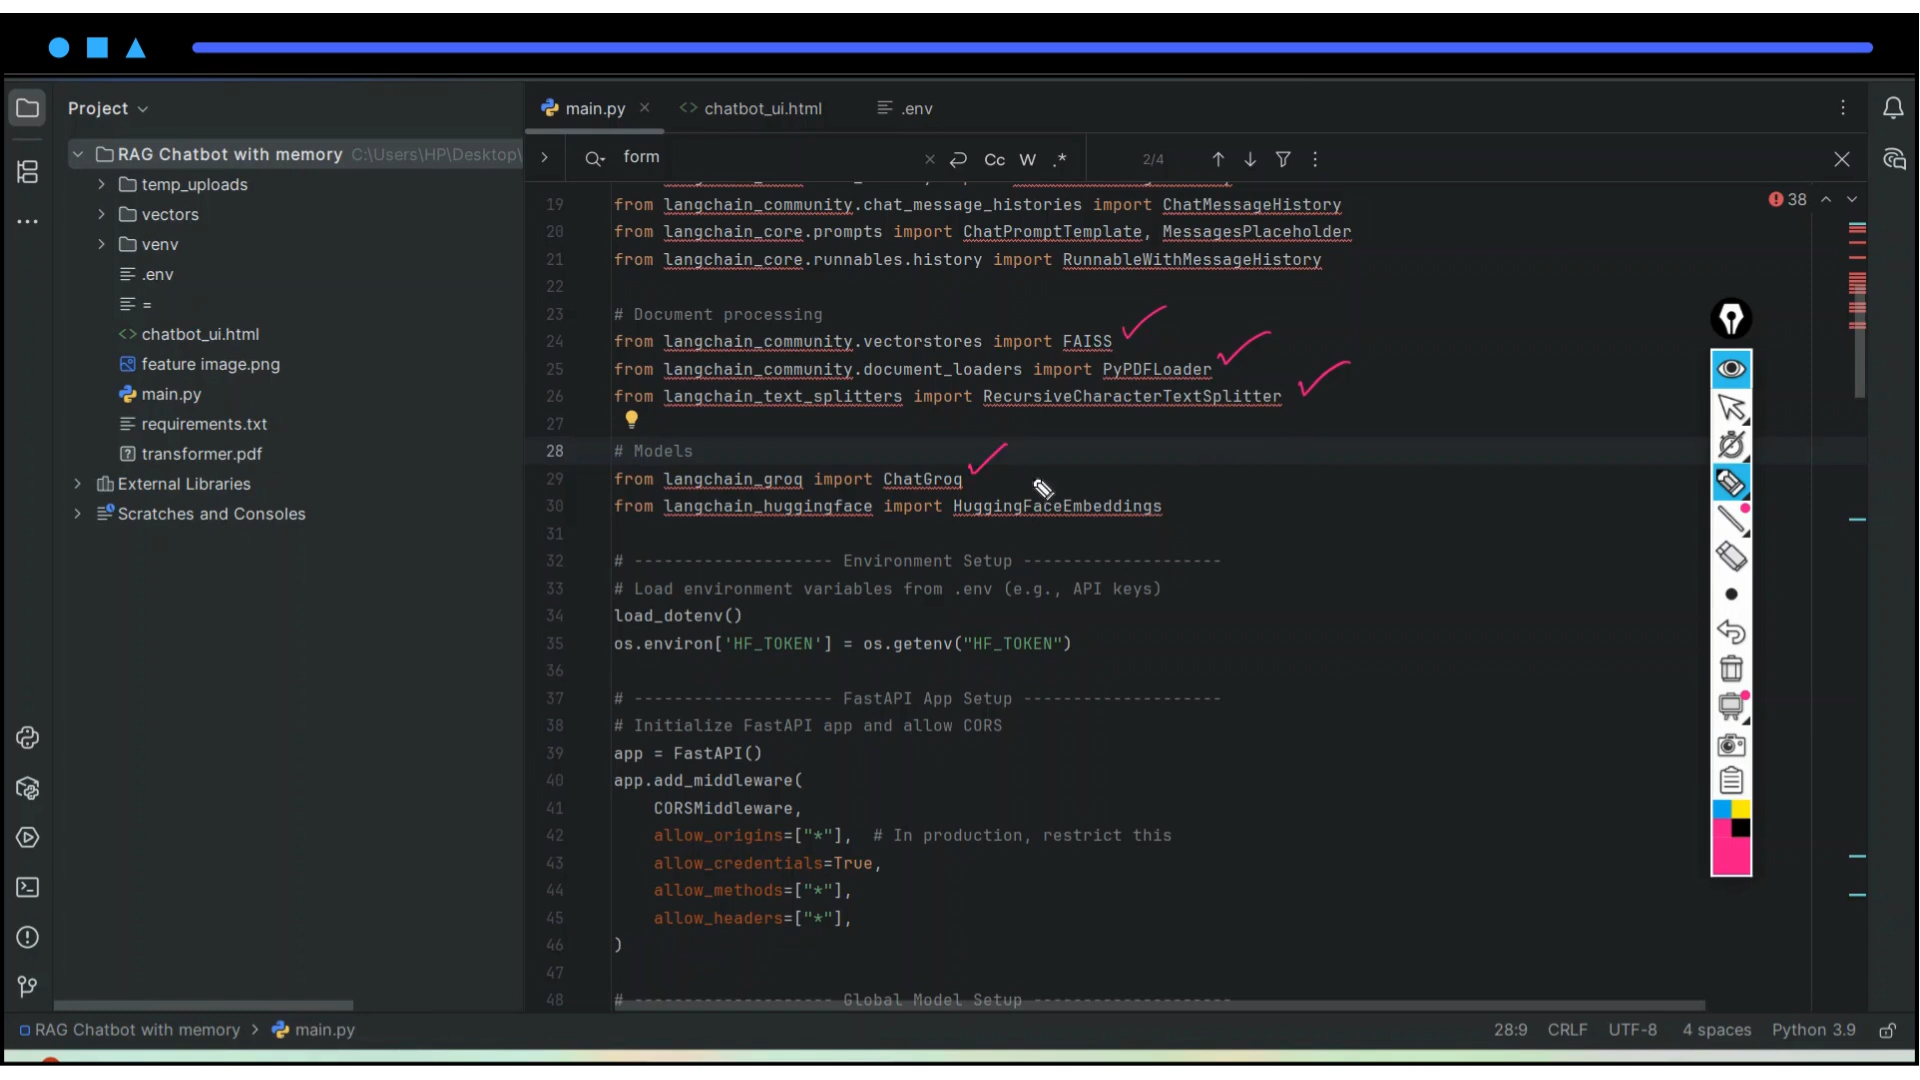 Project
main.py
chatbot_ui.html
.env
RAG Chatbot with memory C:\Users\HP\Desktop\
form
Cc W .*
2/4
temp_uploads
vectors
venv
.env
=
chatbot_ui.html
feature image.png
main.py
requirements.txt
transformer.pdf
External Libraries
Scratches and Consoles
38
19 from langchain_community.chat_message_histories import ChatMessageHistory
20 from langchain_core.prompts import ChatPromptTemplate, MessagesPlaceholder
21 from langchain_core.runnables.history import RunnableWithMessageHistory
22
23 # Document processing
24 from langchain_community.vectorstores import FAISS
25 from langchain_community.document_loaders import PyPDFLoader
26 from langchain_text_splitters import RecursiveCharacterTextSplitter
27
28 # Models
29 from langchain_groq import ChatGroq
30 from langchain_huggingface import HuggingFaceEmbeddings
31
32 # -------------------- Environment Setup --------------------
33 # Load environment variables from .env (e.g., API keys)
34 load_dotenv()
35 os.environ['HF_TOKEN'] = os.getenv("HF_TOKEN")
36
37 # -------------------- FastAPI App Setup --------------------
38 # Initialize FastAPI app and allow CORS
39 app = FastAPI()
40 app.add_middleware(
41 CORSMiddleware,
42 allow_origins=["*"], # In production, restrict this
43 allow_credentials=True,
44 allow_methods=["*"],
45 allow_headers=["*"],
46 )
47
48 # -------------------- Global Model Setup --------------------
RAG Chatbot with memory > main.py
28:9 CRLF UTF-8 4 spaces Python 3.9